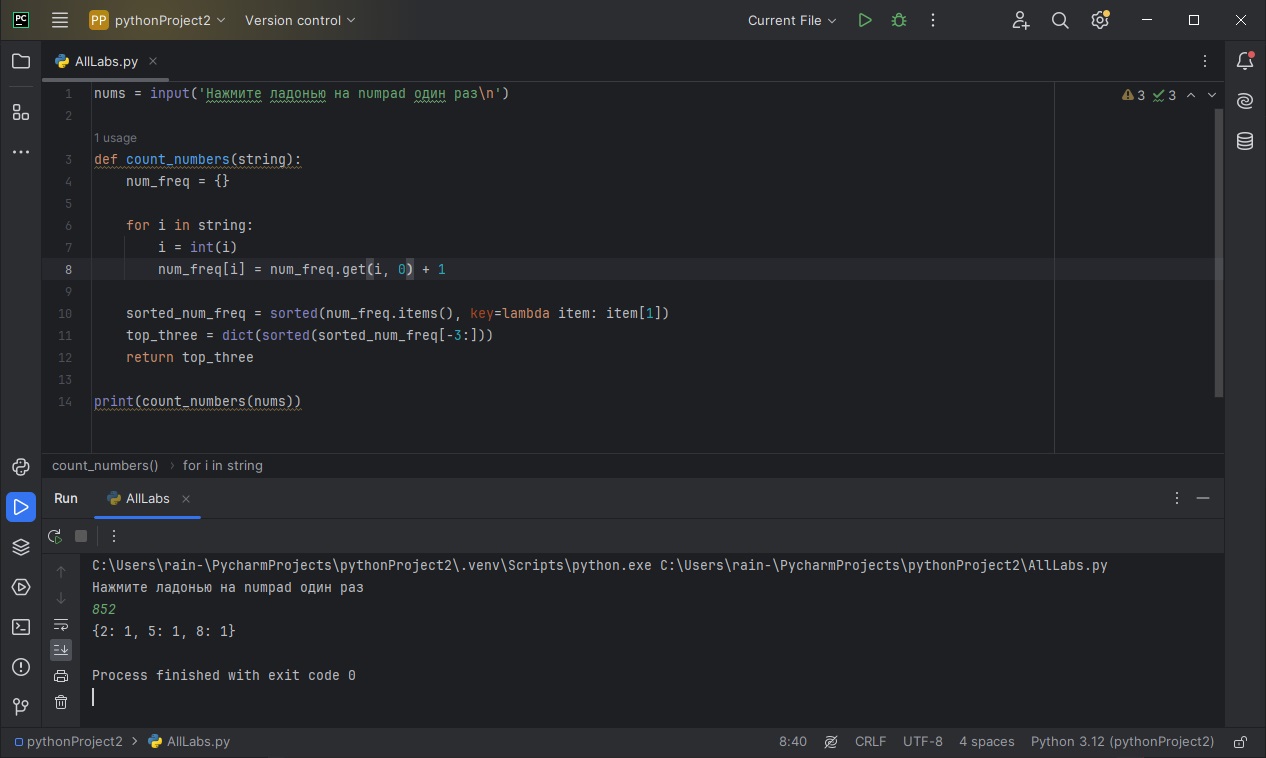 PC PP pythonProject2 Version control Current File
AllLabs.py
1 nums = input('Нажмите ладонью на numpad один раз\n') 3 3
2
1 usage
3 def count_numbers(string):
4 num_freq = {}
5
6 for i in string:
7 i = int(i)
8 num_freq[i] = num_freq.get(i, 0) + 1
9
10 sorted_num_freq = sorted(num_freq.items(), key=lambda item: item[1])
11 top_three = dict(sorted(sorted_num_freq[-3:]))
12 return top_three
13
14 print(count_numbers(nums))
count_numbers() › for i in string
Run AllLabs
C:\Users\rain-\PycharmProjects\pythonProject2\.venv\Scripts\python.exe C:\Users\rain-\PycharmProjects\pythonProject2\AllLabs.py
Нажмите ладонью на numpad один раз
852
{2: 1, 5: 1, 8: 1}
Process finished with exit code 0
pythonProject2 › AllLabs.py 8:40 CRLF UTF-8 4 spaces Python 3.12 (pythonProject2)